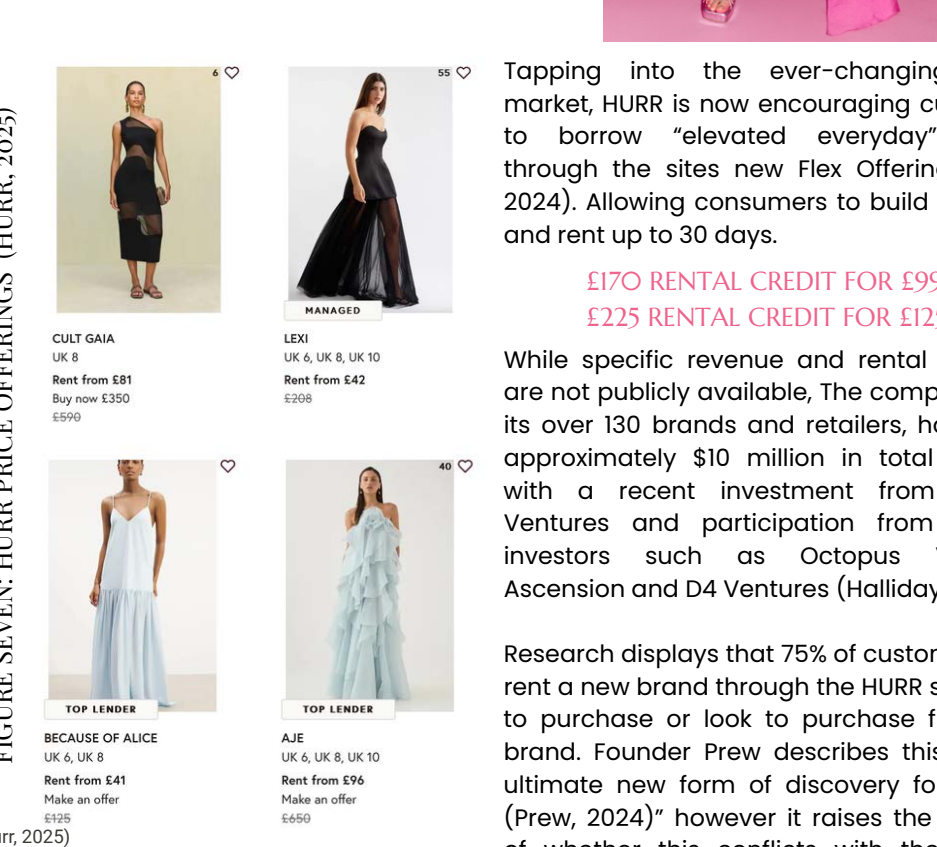 FIGURE SEVEN: HURR PRICE OFFERINGS (HURR, 2025)
6
55
MANAGED
CULT GAIA
UK 8
Rent from £81
Buy now £350
£590
LEXI
UK 6, UK 8, UK 10
Rent from £42
£208
40
TOP LENDER
TOP LENDER
BECAUSE OF ALICE
UK 6, UK 8
Rent from £41
Make an offer
£125
AJE
UK 6, UK 8, UK 10
Rent from £96
Make an offer
£650
rr, 2025)
Tapping into the ever-changing
market, HURR is now encouraging cu
to borrow “elevated everyday”
through the sites new Flex Offerin
2024). Allowing consumers to build
and rent up to 30 days.
£170 RENTAL CREDIT FOR £99
£225 RENTAL CREDIT FOR £12
While specific revenue and rental
are not publicly available, The comp
its over 130 brands and retailers, h
approximately $10 million in total
with a recent investment from
Ventures and participation from
investors such as Octopus
Ascension and D4 Ventures (Halliday
Research displays that 75% of custo
rent a new brand through the HURR s
to purchase or look to purchase f
brand. Founder Prew describes this
ultimate new form of discovery fo
(Prew, 2024)” however it raises the
of whether this conflicts with the